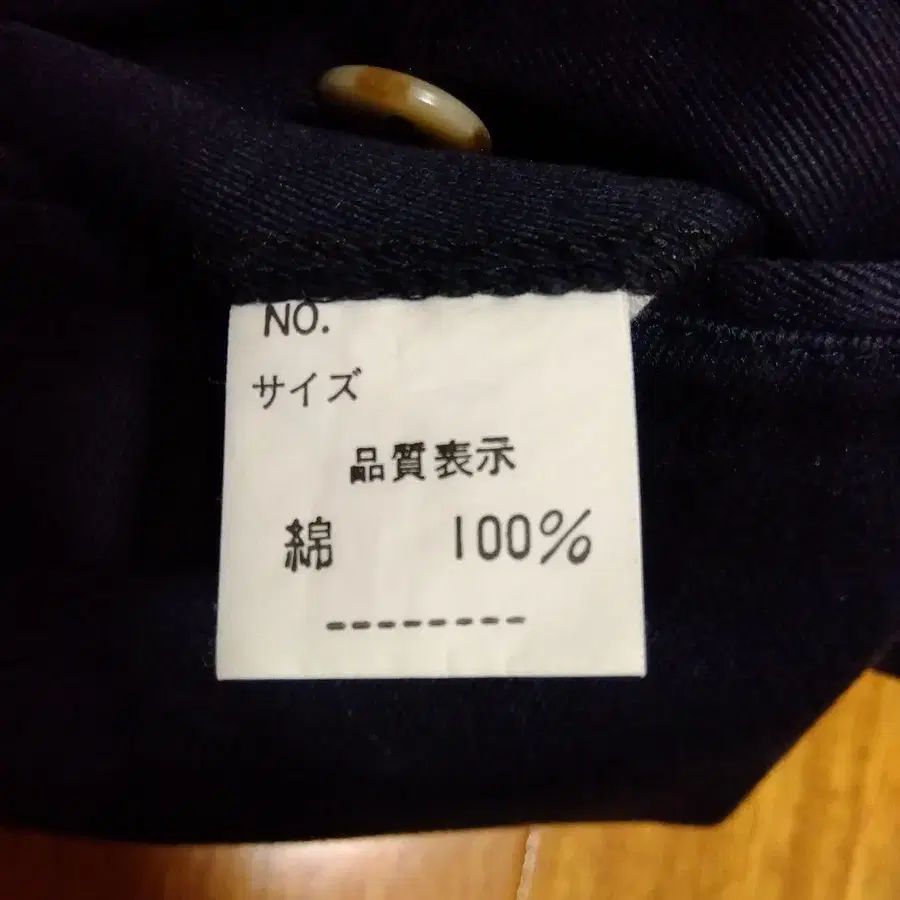 NO.
サイズ
品質表示
綿 100%
--------